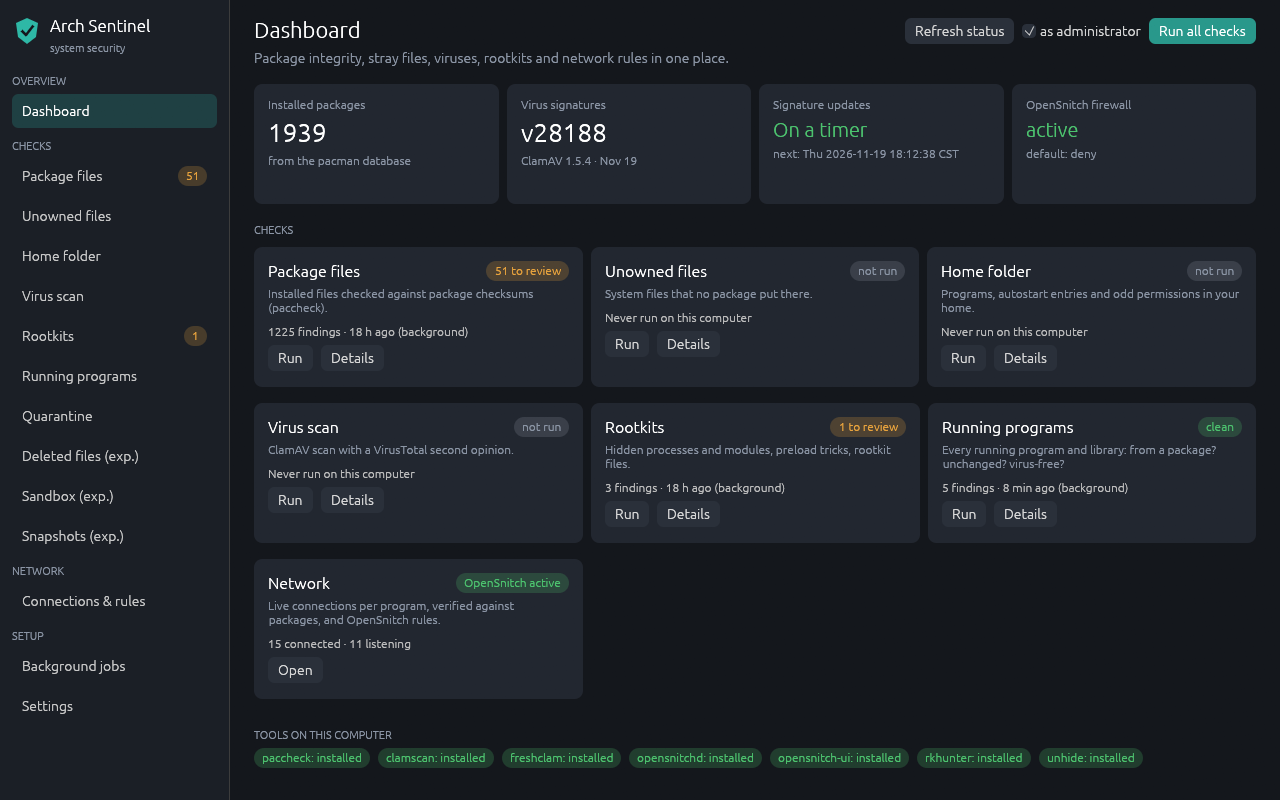 Arch Sentinel
system security
OVERVIEW
Dashboard
CHECKS
Package files 51
Unowned files
Home folder
Virus scan
Rootkits 1
Running programs
Quarantine
Deleted files (exp.)
Sandbox (exp.)
Snapshots (exp.)
NETWORK
Connections & rules
SETUP
Background jobs
Settings
Dashboard
Refresh status as administrator Run all checks
Package integrity, stray files, viruses, rootkits and network rules in one place.
Installed packages
1939
from the pacman database
Virus signatures
v28188
ClamAV 1.5.4 · Nov 19
Signature updates
On a timer
next: Thu 2026-11-19 18:12:38 CST
OpenSnitch firewall
active
default: deny
CHECKS
Package files 51 to review
Installed files checked against package checksums
(paccheck).
1225 findings · 18 h ago (background)
Run Details
Unowned files not run
System files that no package put there.
Never run on this computer
Run Details
Home folder not run
Programs, autostart entries and odd permissions in your
home.
Never run on this computer
Run Details
Virus scan not run
ClamAV scan with a VirusTotal second opinion.
Never run on this computer
Run Details
Rootkits 1 to review
Hidden processes and modules, preload tricks, rootkit
files.
3 findings · 18 h ago (background)
Run Details
Running programs clean
Every running program and library: from a package?
unchanged? virus-free?
5 findings · 8 min ago (background)
Run Details
Network OpenSnitch active
Live connections per program, verified against
packages, and OpenSnitch rules.
15 connected · 11 listening
Open
TOOLS ON THIS COMPUTER
paccheck: installed clamscan: installed freshclam: installed opensnitchd: installed opensnitch-ui: installed rkhunter: installed unhide: installed